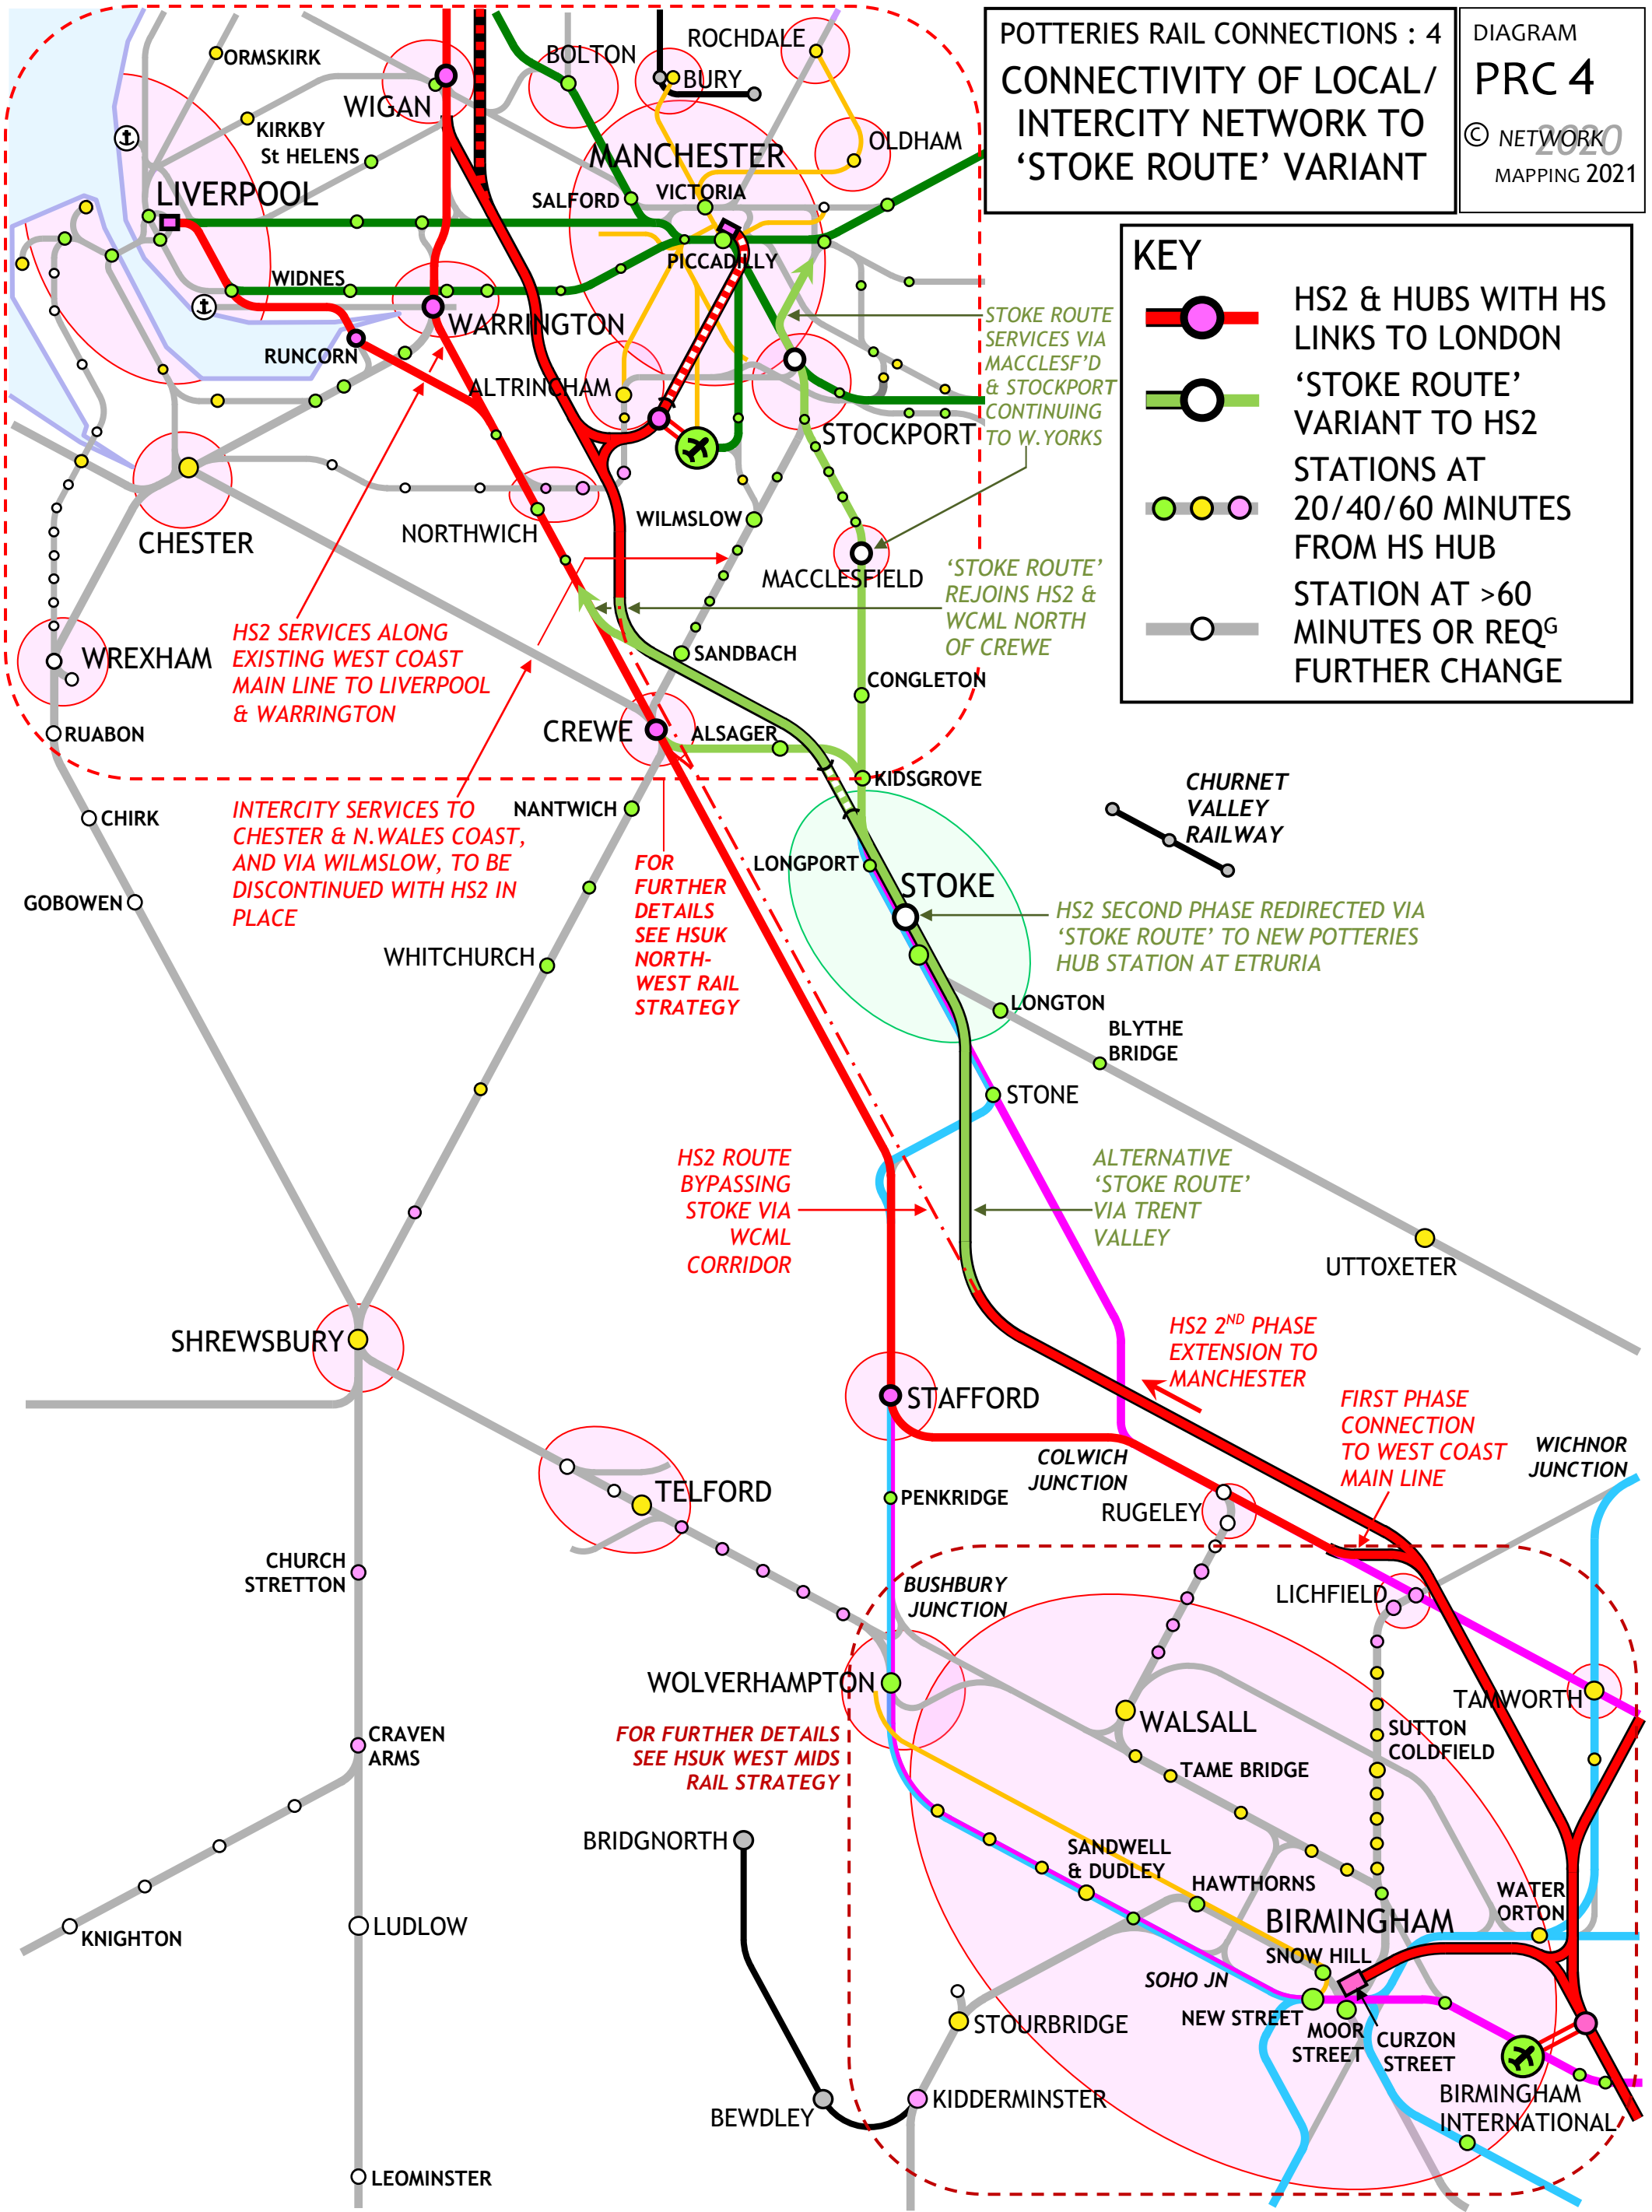 POTTERIES RAIL CONNECTIONS : 4
CONNECTIVITY OF LOCAL/
INTERCITY NETWORK TO
‘STOKE ROUTE’ VARIANT
DIAGRAM
PRC 4
© NETWORK
2020
MAPPING 2021
KEY
HS2 & HUBS WITH HS
LINKS TO LONDON
‘STOKE ROUTE’
VARIANT TO HS2
STATIONS AT
20/40/60 MINUTES
FROM HS HUB
STATION AT >60
MINUTES OR REQᴳ
FURTHER CHANGE
ORMSKIRK
BOLTON
ROCHDALE
BURY
WIGAN
KIRKBY
St HELENS
MANCHESTER
OLDHAM
LIVERPOOL
SALFORD
VICTORIA
PICCADILLY
WIDNES
WARRINGTON
RUNCORN
ALTRINCHAM
STOCKPORT
STOKE ROUTE
SERVICES VIA
MACCLESF’D
& STOCKPORT
CONTINUING
TO W.YORKS
CHESTER
NORTHWICH
WILMSLOW
MACCLESFIELD
‘STOKE ROUTE’
REJOINS HS2 &
WCML NORTH
OF CREWE
HS2 SERVICES ALONG
EXISTING WEST COAST
MAIN LINE TO LIVERPOOL
& WARRINGTON
WREXHAM
SANDBACH
CONGLETON
RUABON
CREWE
ALSAGER
KIDSGROVE
CHIRK
INTERCITY SERVICES TO
CHESTER & N.WALES COAST,
AND VIA WILMSLOW, TO BE
DISCONTINUED WITH HS2 IN
PLACE
NANTWICH
CHURNET
VALLEY
RAILWAY
FOR
FURTHER
DETAILS
SEE HSUK
NORTH-
WEST RAIL
STRATEGY
LONGPORT
STOKE
GOBOWEN
HS2 SECOND PHASE REDIRECTED VIA
‘STOKE ROUTE’ TO NEW POTTERIES
HUB STATION AT ETRURIA
WHITCHURCH
LONGTON
BLYTHE
BRIDGE
STONE
HS2 ROUTE
BYPASSING
STOKE VIA
WCML
CORRIDOR
ALTERNATIVE
‘STOKE ROUTE’
VIA TRENT
VALLEY
UTTOXETER
SHREWSBURY
HS2 2ᴺᴰ PHASE
EXTENSION TO
MANCHESTER
STAFFORD
FIRST PHASE
CONNECTION
TO WEST COAST
MAIN LINE
COLWICH
JUNCTION
WICHNOR
JUNCTION
TELFORD
PENKRIDGE
RUGELEY
CHURCH
STRETTON
BUSHBURY
JUNCTION
LICHFIELD
WOLVERHAMPTON
TAMWORTH
WALSALL
FOR FURTHER DETAILS
SEE HSUK WEST MIDS
RAIL STRATEGY
CRAVEN
ARMS
SUTTON
COLDFIELD
TAME BRIDGE
BRIDGNORTH
SANDWELL
& DUDLEY
HAWTHORNS
WATER
ORTON
KNIGHTON
LUDLOW
BIRMINGHAM
SNOW HILL
SOHO JN
NEW STREET
MOOR
STREET
CURZON
STREET
STOURBRIDGE
BIRMINGHAM
INTERNATIONAL
BEWDLEY
KIDDERMINSTER
LEOMINSTER